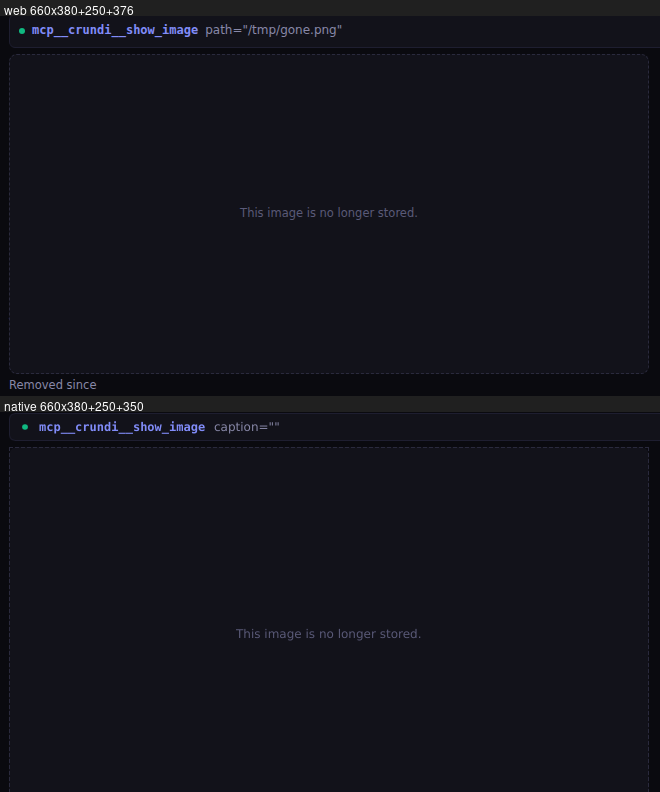 web 660x380+250+376
mcp__crundi__show_image path="/tmp/gone.png"
This image is no longer stored.
Removed since
native 660x380+250+350
mcp__crundi__show_image caption=""
This image is no longer stored.